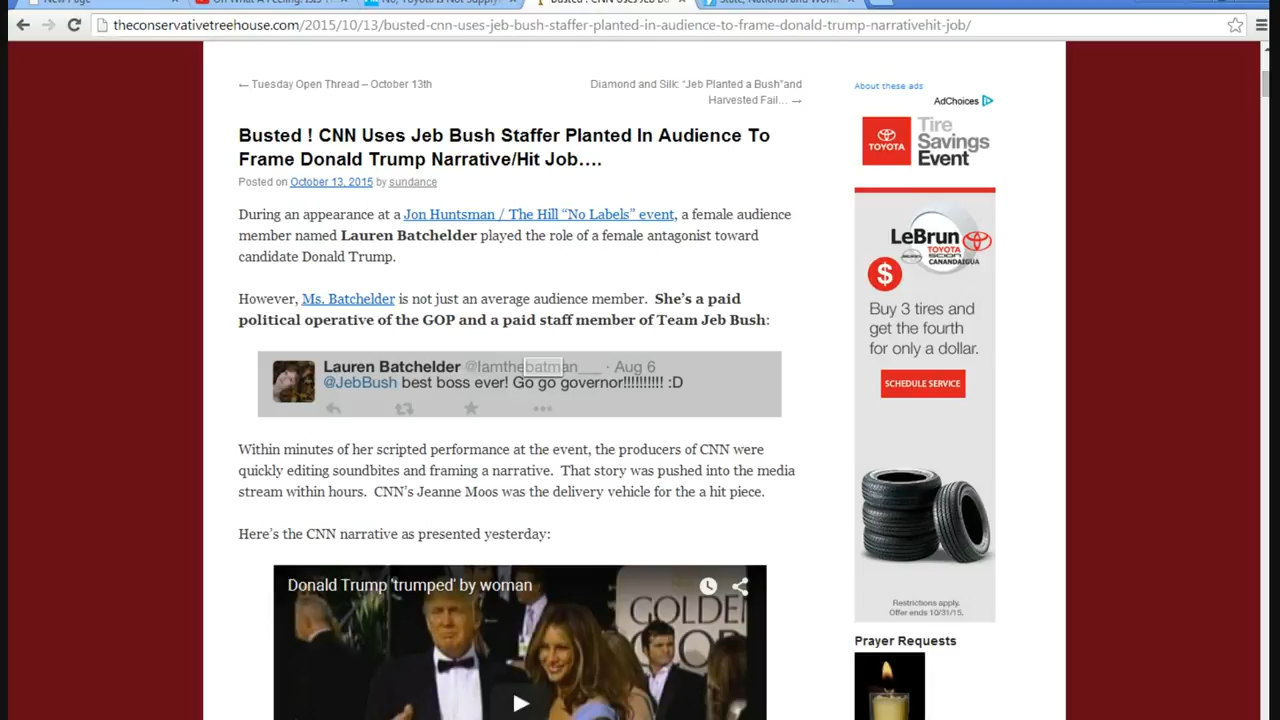 theconservativetreehouse.com/2015/10/13/busted-cnn-uses-jeb-bush-staffer-planted-in-audience-to-frame-donald-trump-narrativehit-job/
← Tuesday Open Thread – October 13th
Diamond and Silk: “Jeb Planted a Bush”and
Harvested Fail… →
Busted ! CNN Uses Jeb Bush Staffer Planted In Audience To
Frame Donald Trump Narrative/Hit Job….
Posted on October 13, 2015 by sundance
During an appearance at a Jon Huntsman / The Hill “No Labels” event, a female audience
member named Lauren Batchelder played the role of a female antagonist toward
candidate Donald Trump.
However, Ms. Batchelder is not just an average audience member. She’s a paid
political operative of the GOP and a paid staff member of Team Jeb Bush:
Lauren Batchelder @Iamthebatman___ · Aug 6
@JebBush best boss ever! Go go governor!!!!!!!!!! :D
Within minutes of her scripted performance at the event, the producers of CNN were
quickly editing soundbites and framing a narrative. That story was pushed into the media
stream within hours. CNN’s Jeanne Moos was the delivery vehicle for the a hit piece.
Here’s the CNN narrative as presented yesterday:
Donald Trump 'trumped' by woman
GOLDEN
About these ads
AdChoices
TOYOTA
Tire
Savings
Event
LeBrun
TOYOTA
SCION
CANANDAIGUA
$
Buy 3 tires and
get the fourth
for only a dollar.
SCHEDULE SERVICE
Restrictions apply.
Offer ends 10/31/15.
Prayer Requests